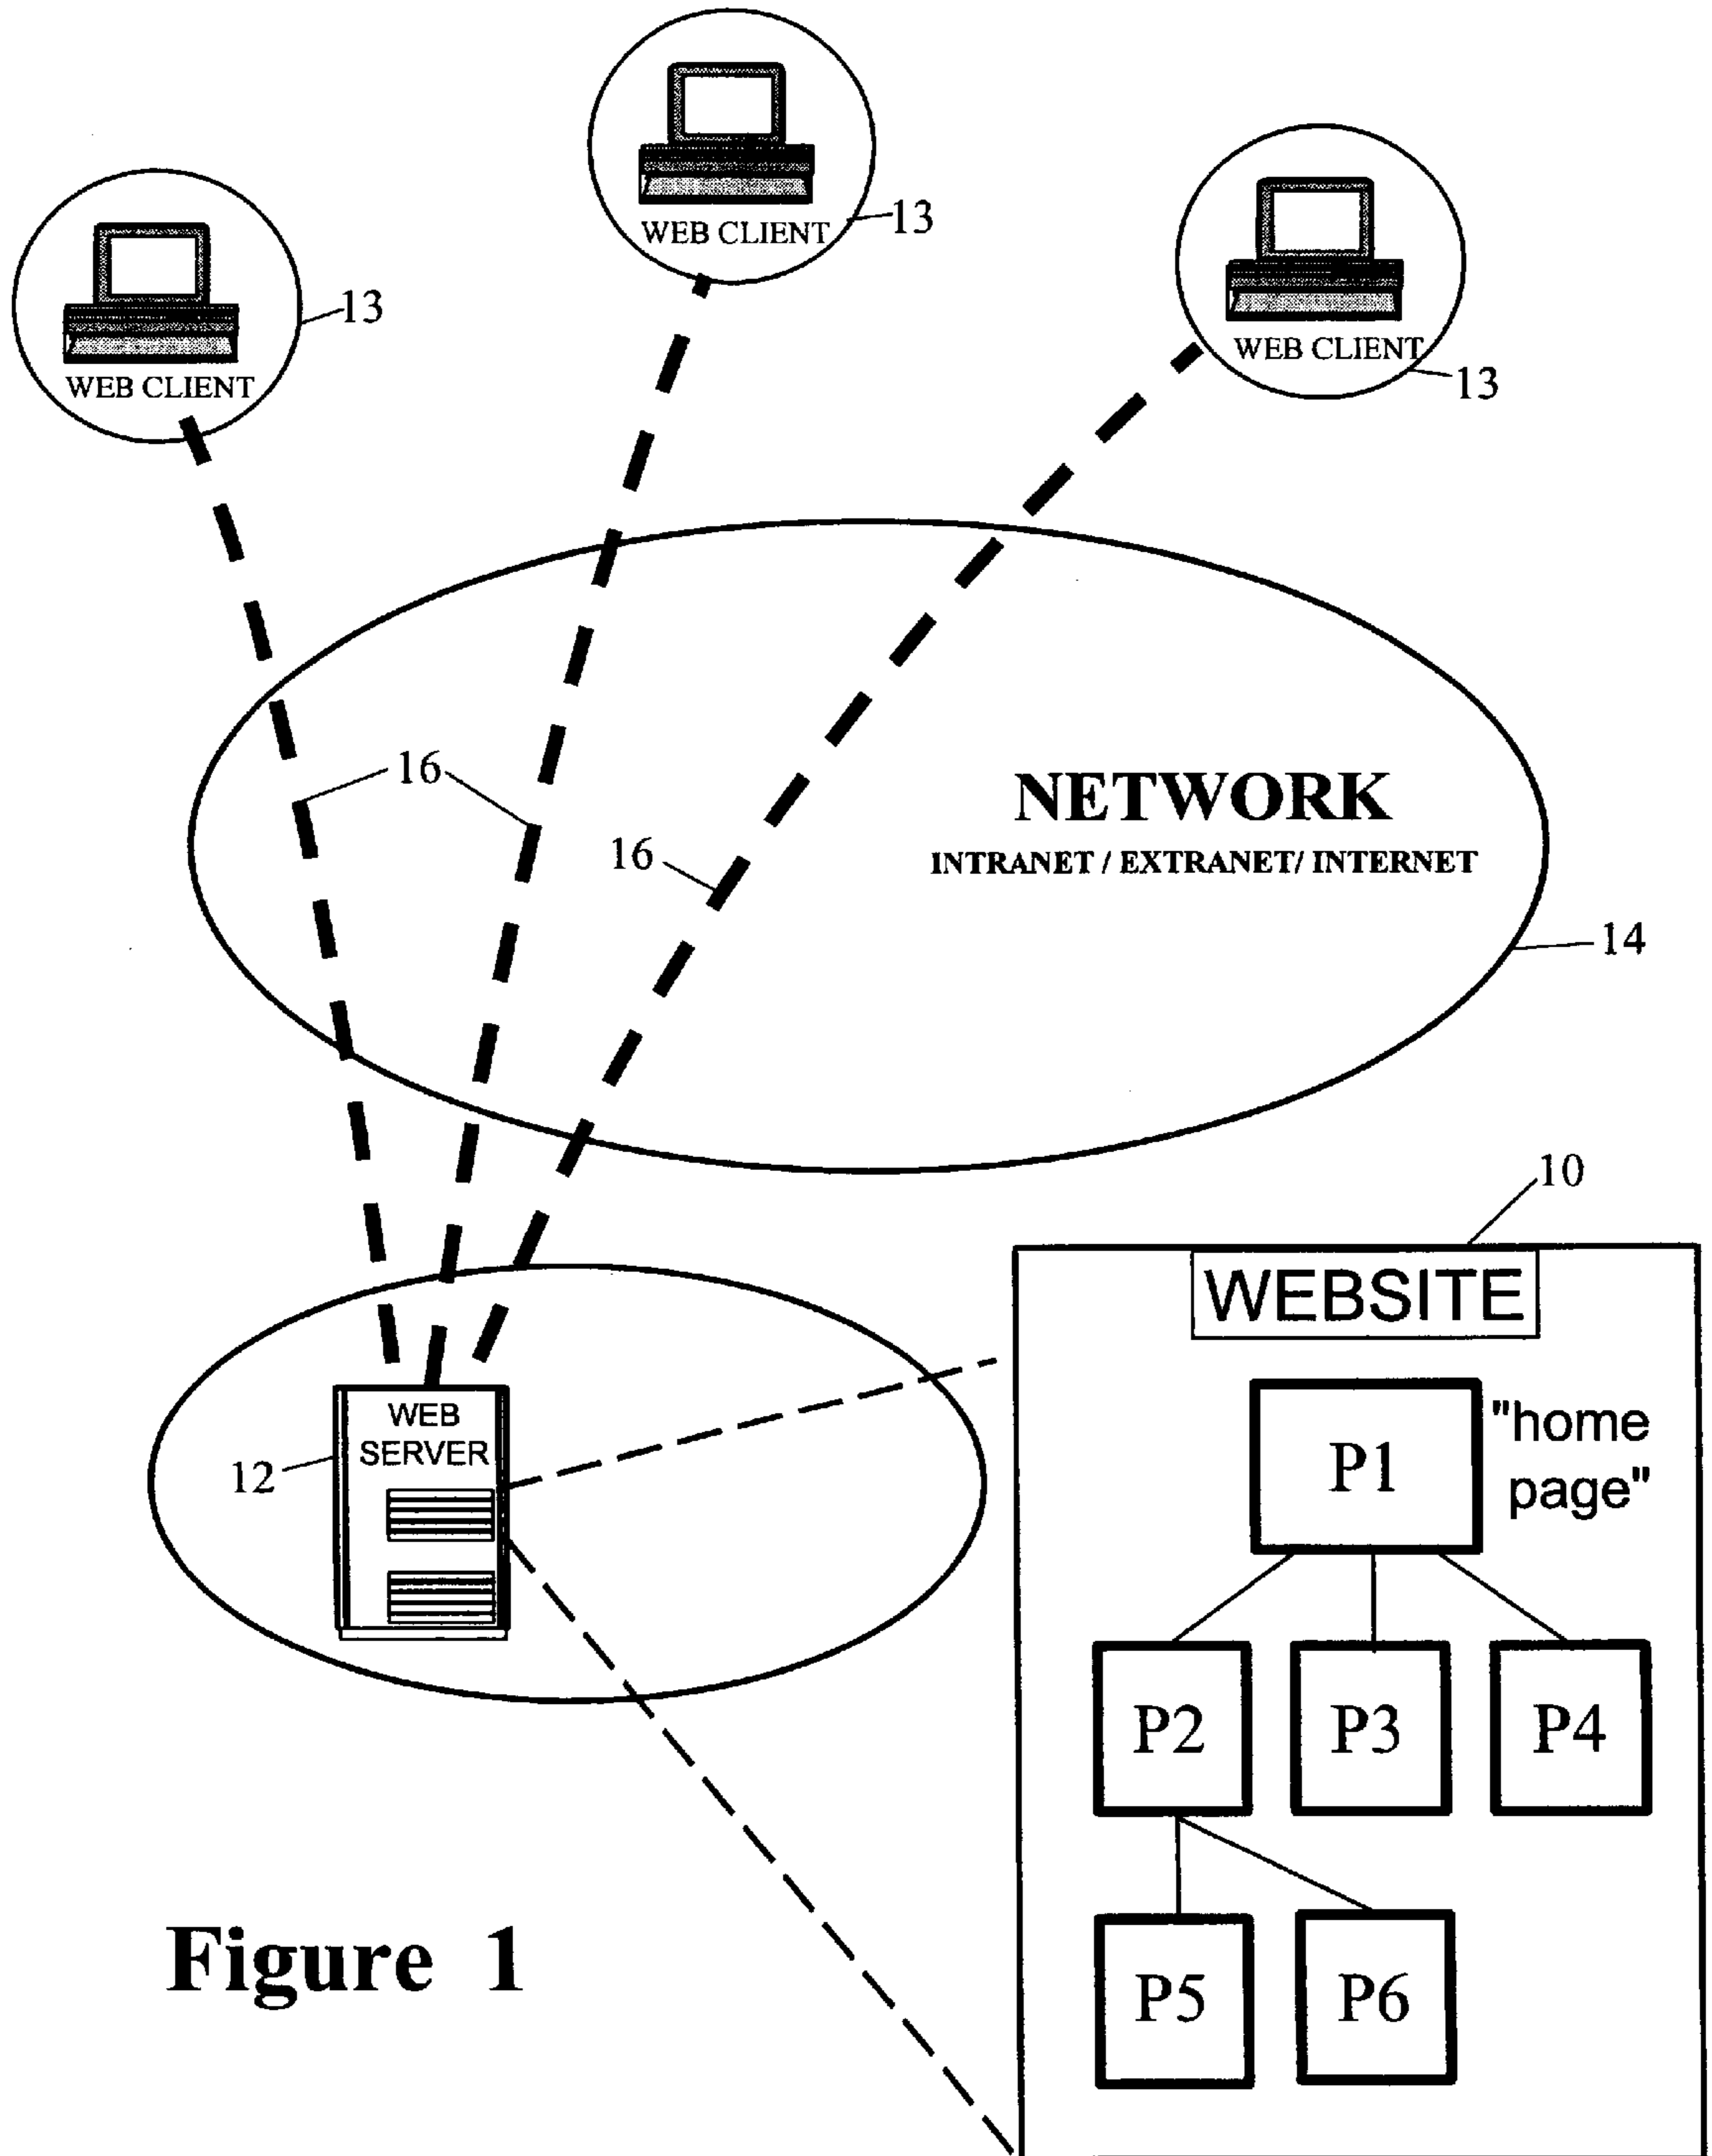 WEB CLIENT
13
WEB CLIENT
13
WEB CLIENT
13
16
16
NETWORK
INTRANET / EXTRANET/ INTERNET
14
10
WEBSITE
WEB
SERVER
12
P1
"home
page"
P2 P3 P4
P5 P6
Figure 1